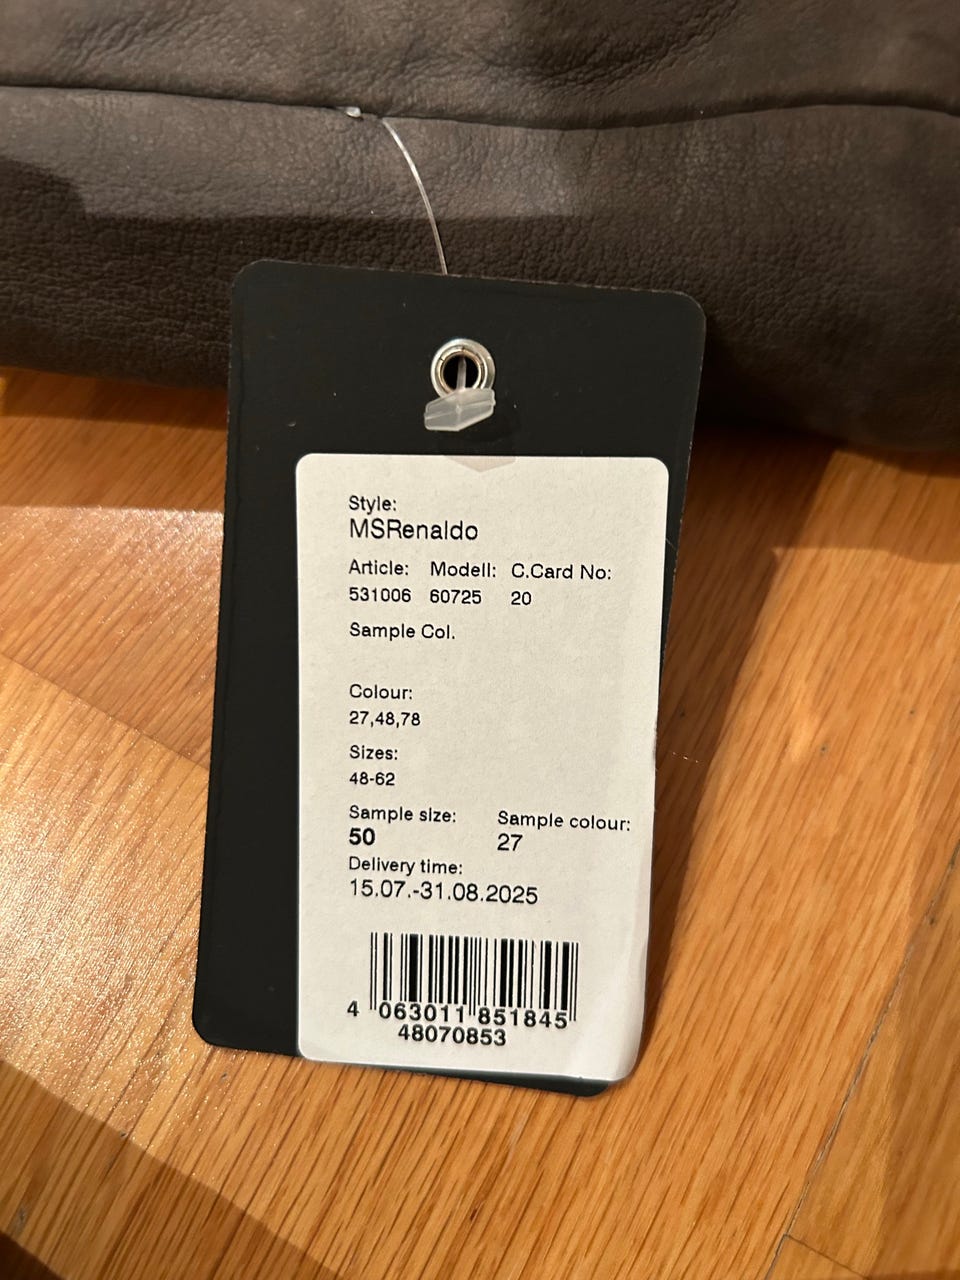 Style:
MSRenaldo
Article: Modell: C.Card No:
531006 60725 20
Sample Col.
Colour:
27,48,78
Sizes:
48-62
Sample size: Sample colour:
50 27
Delivery time:
15.07.-31.08.2025
4 063011 851845
48070853